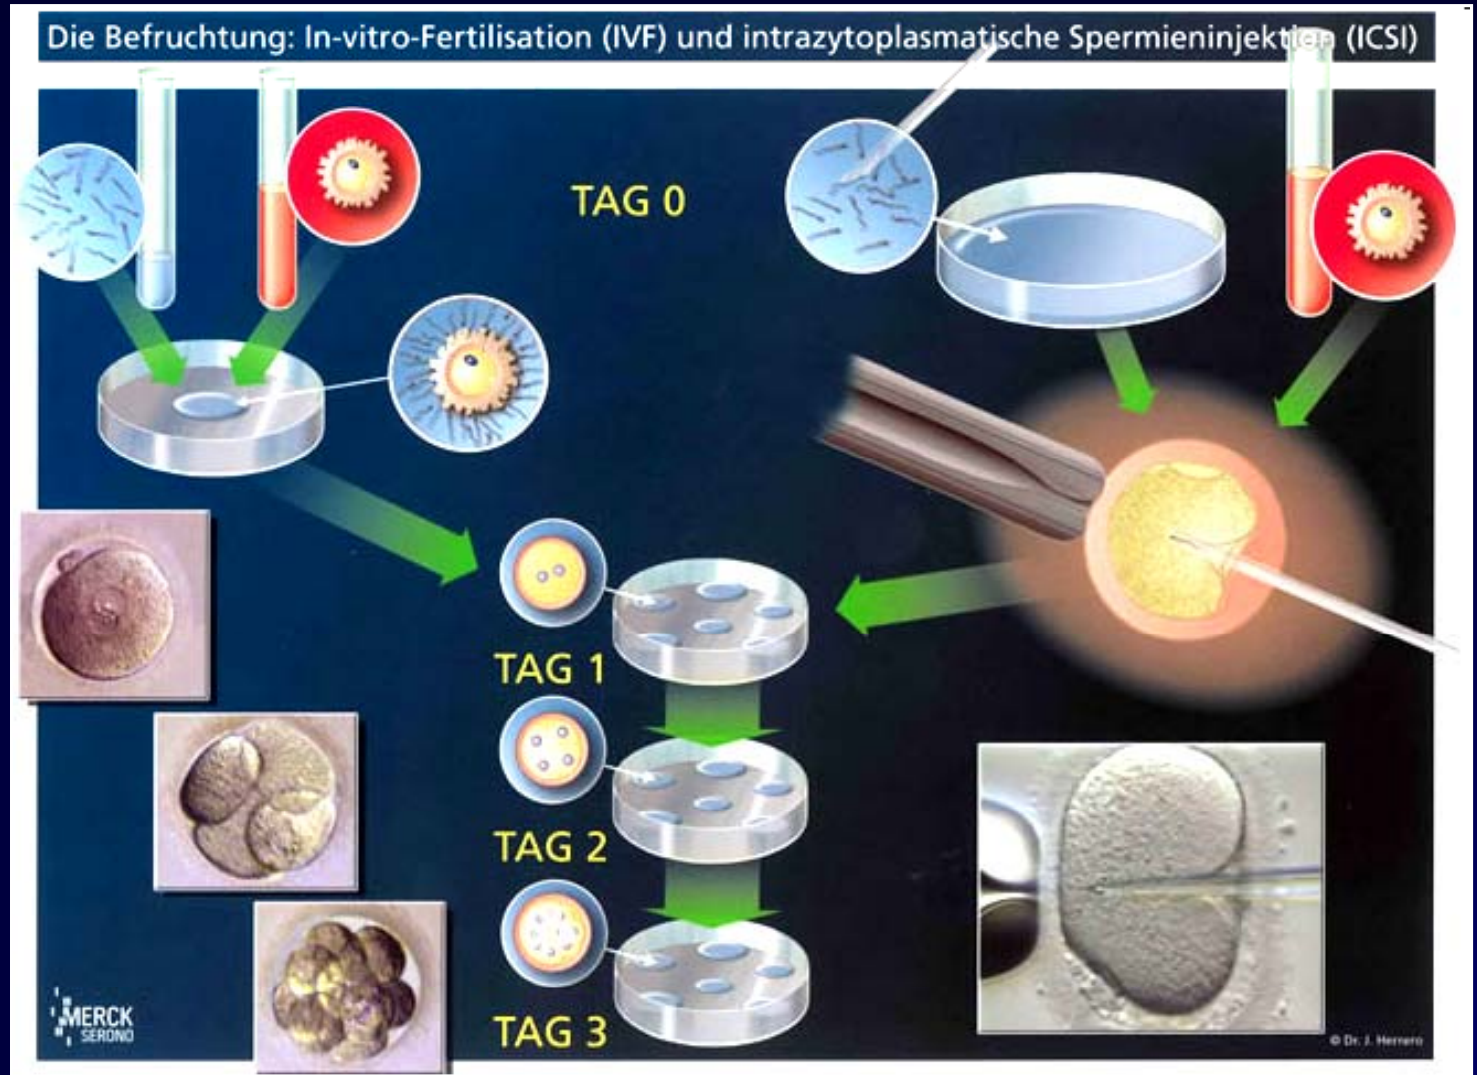 Die Befruchtung: In-vitro-Fertilisation (IVF) und intrazytoplasmatische Spermieninjektion (ICSI)
TAG 0
TAG 1
TAG 2
TAG 3
MERCK
SERONO
© Dr. J. Herrero